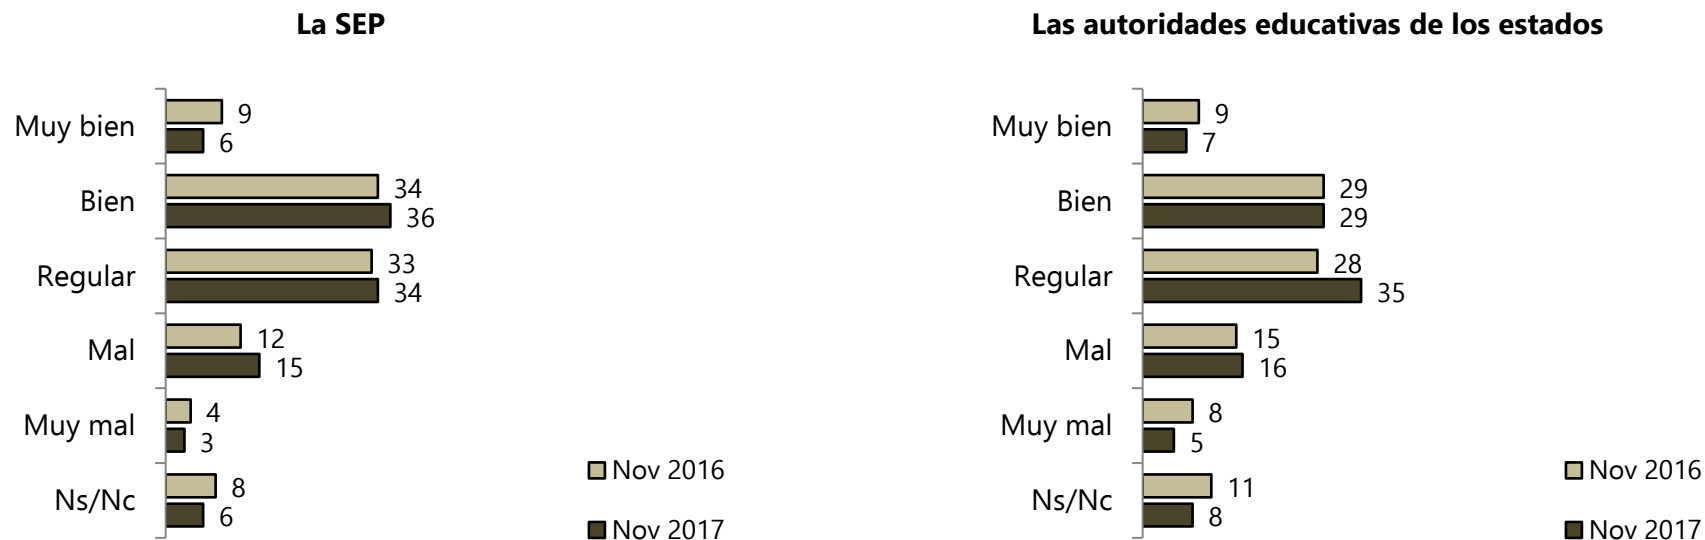 La SEP
Muy bien
9
6
Bien
34
36
Regular
33
34
Mal
12
15
Muy mal
4
3
Ns/Nc
8
6
Nov 2016
Nov 2017
Las autoridades educativas de los estados
Muy bien
9
7
Bien
29
29
Regular
28
35
Mal
15
16
Muy mal
8
5
Ns/Nc
11
8
Nov 2016
Nov 2017